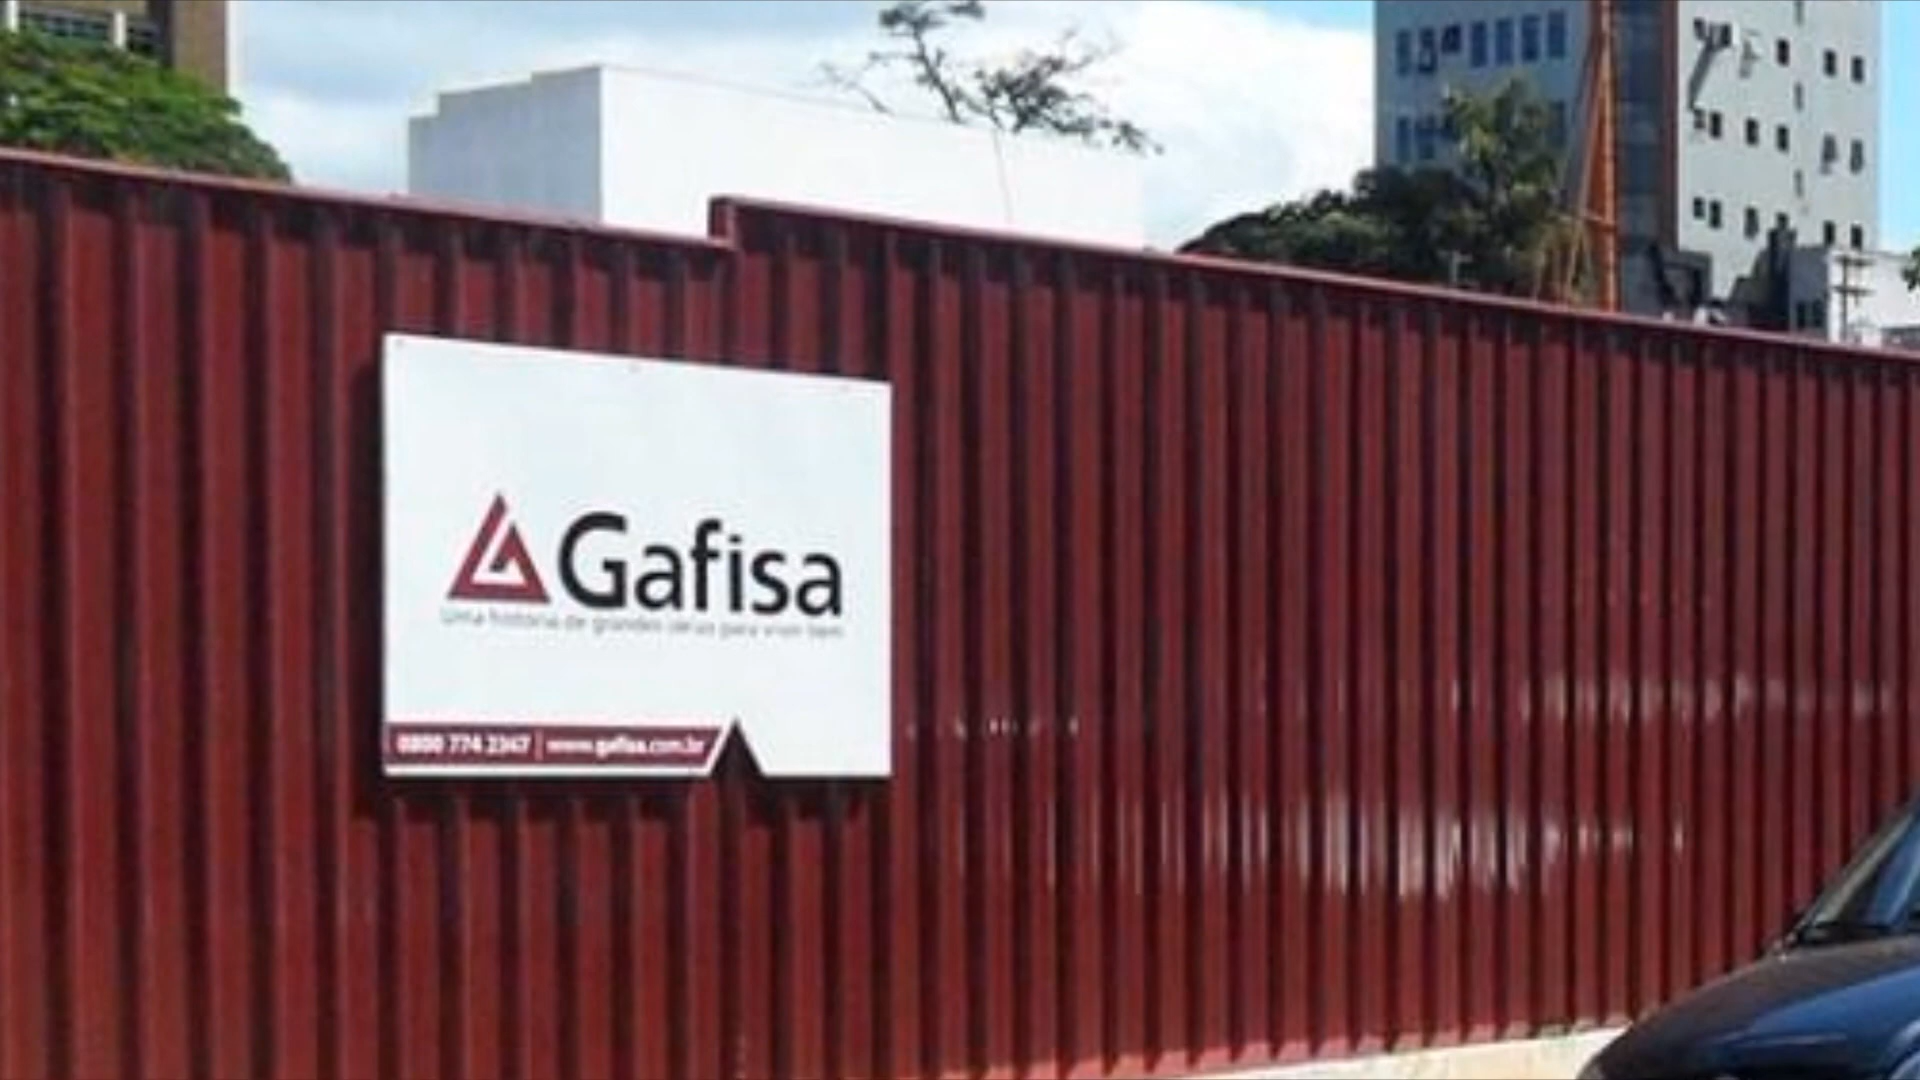 Gafisa
Uma história de grandes ideias para viver bem
0800 774 2347 | www.gafisa.com.br